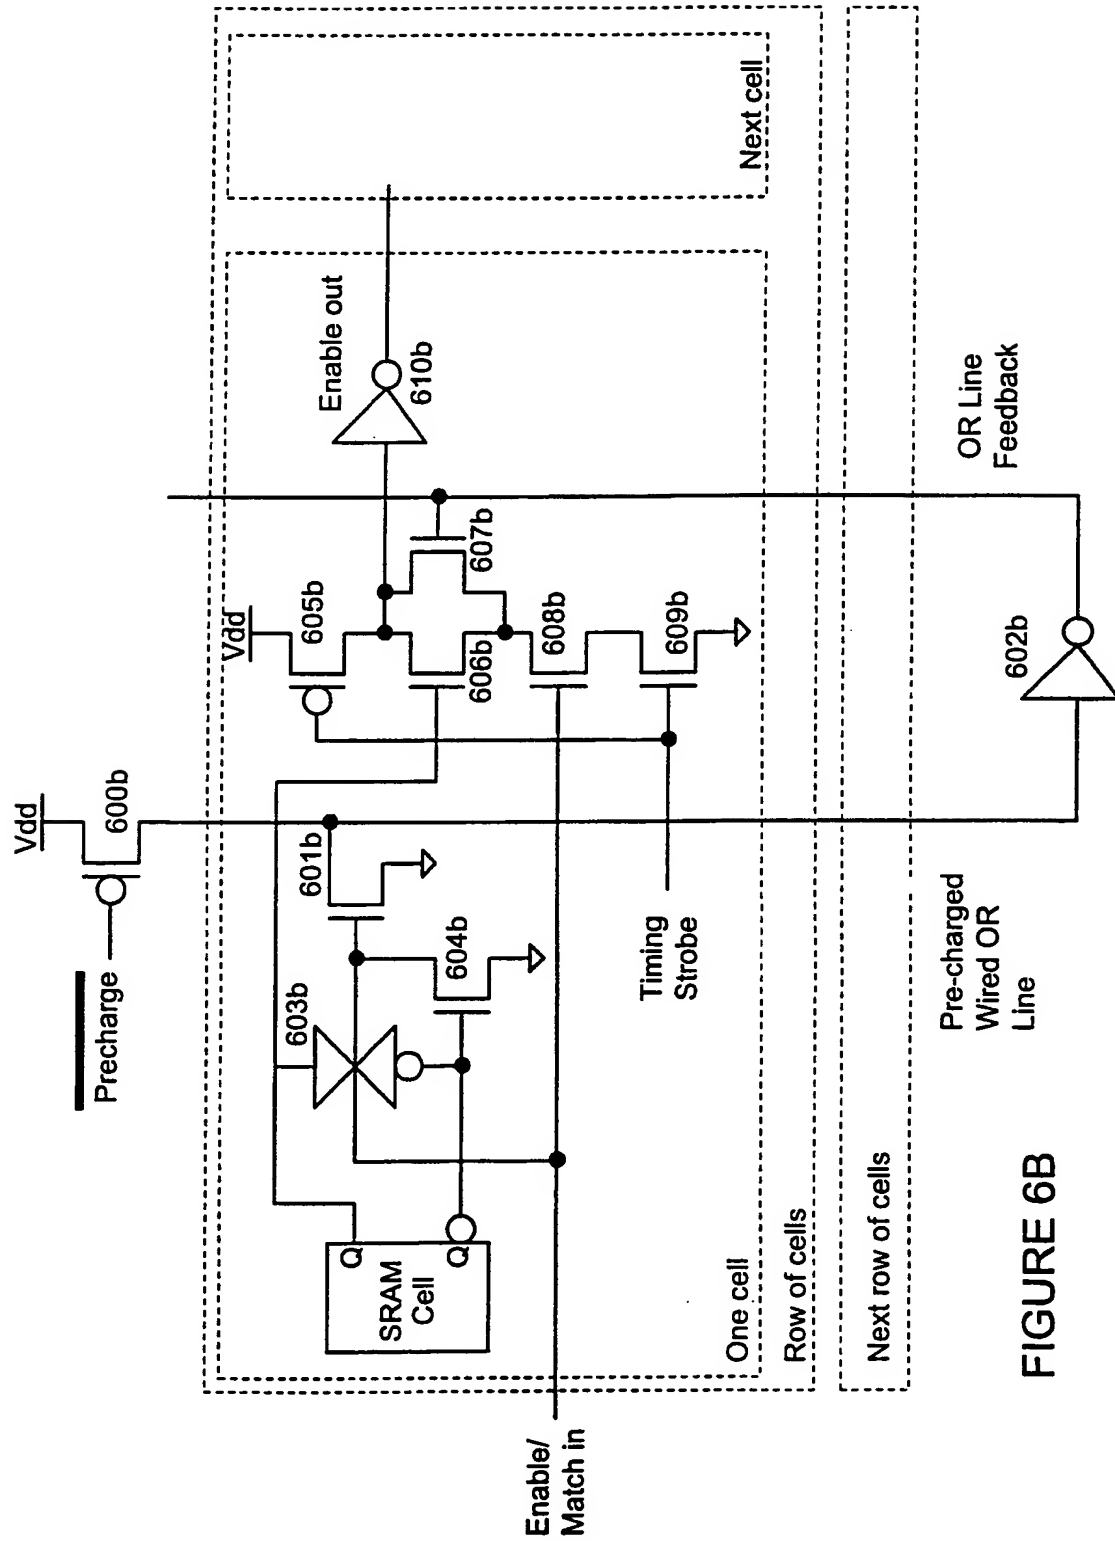 Precharge
Vdd
600b
Enable/
Match in
SRAM
Cell
Q
Q
603b
604b
601b
Vdd
605b
606b
607b
608b
609b
Enable out
610b
Timing
Strobe
One cell
Next cell
Row of cells
Next row of cells
Pre-charged
Wired OR
Line
602b
OR Line
Feedback
FIGURE 6B